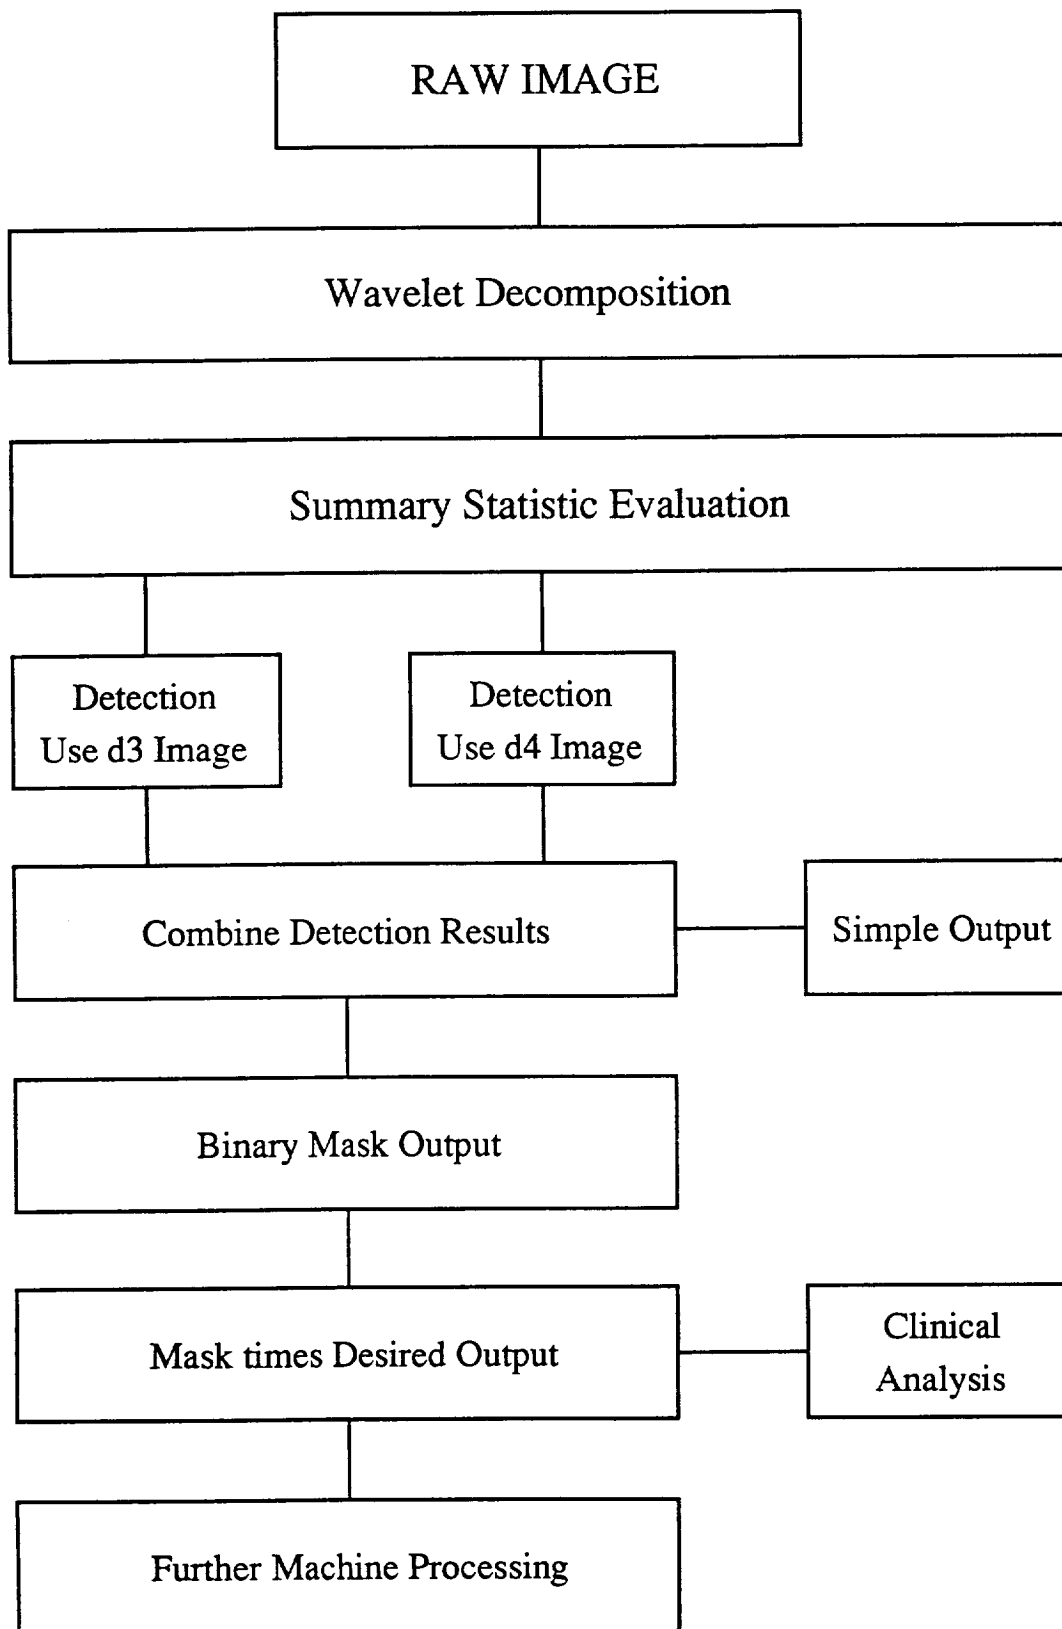 RAW IMAGE
Wavelet Decomposition
Summary Statistic Evaluation
Detection
Use d3 Image
Detection
Use d4 Image
Combine Detection Results
Simple Output
Binary Mask Output
Mask times Desired Output
Clinical
Analysis
Further Machine Processing